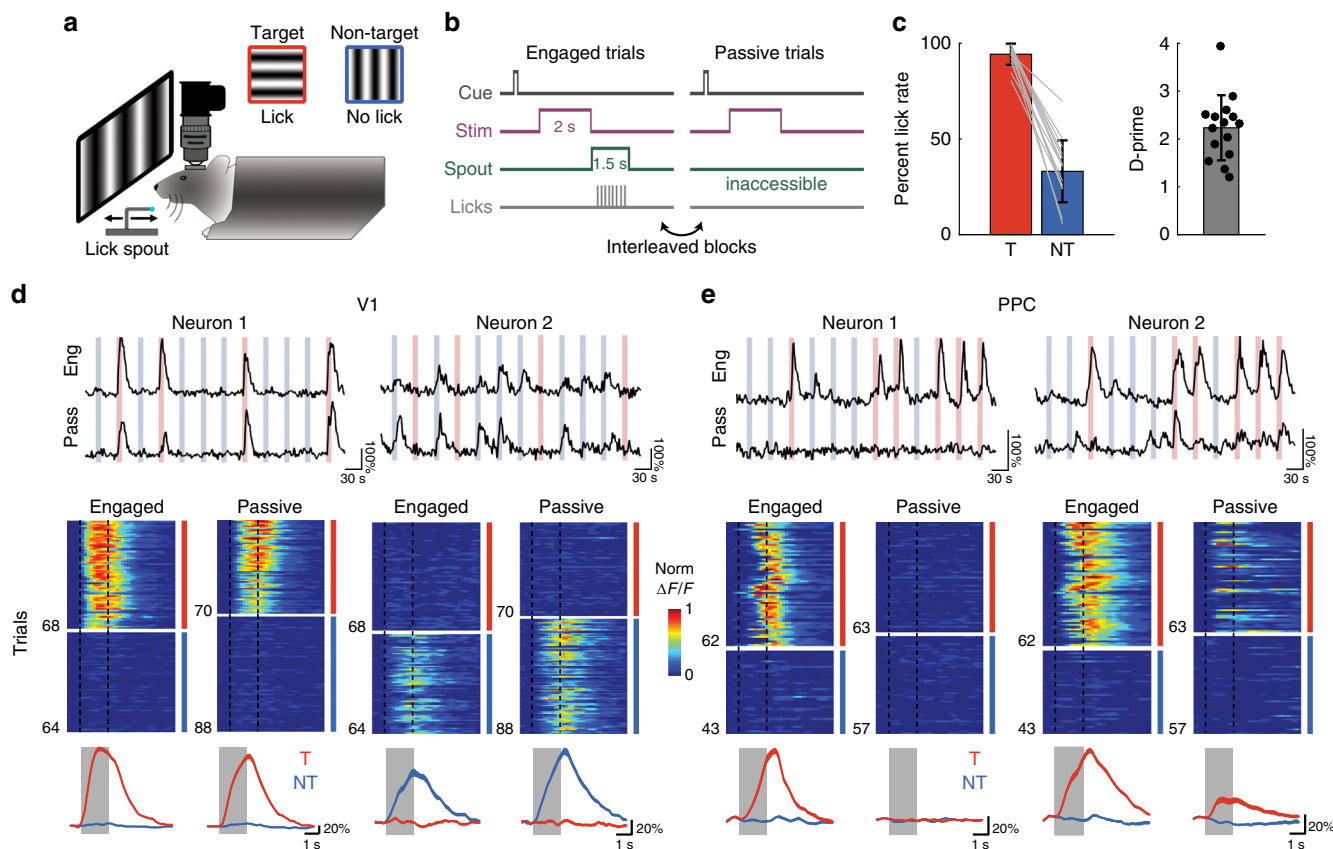 a
Target
Non-target
Lick
No lick
Lick spout
b
Engaged trials
Passive trials
Cue
Stim
2 s
Spout
1.5 s
inaccessible
Licks
Interleaved blocks
c
Percent lick rate
100
50
0
T
NT
D-prime
4
3
2
1
0
d
V1
Neuron 1
Neuron 2
Eng
Pass
100%
30 s
100%
30 s
Engaged
Passive
Engaged
Passive
Trials
68
64
70
88
68
64
70
88
Norm
ΔF/F
1
0
T
NT
20%
1 s
20%
1 s
e
PPC
Neuron 1
Neuron 2
Eng
Pass
100%
30 s
100%
30 s
Engaged
Passive
Engaged
Passive
62
43
63
57
62
43
63
57
T
NT
20%
1 s
20%
1 s